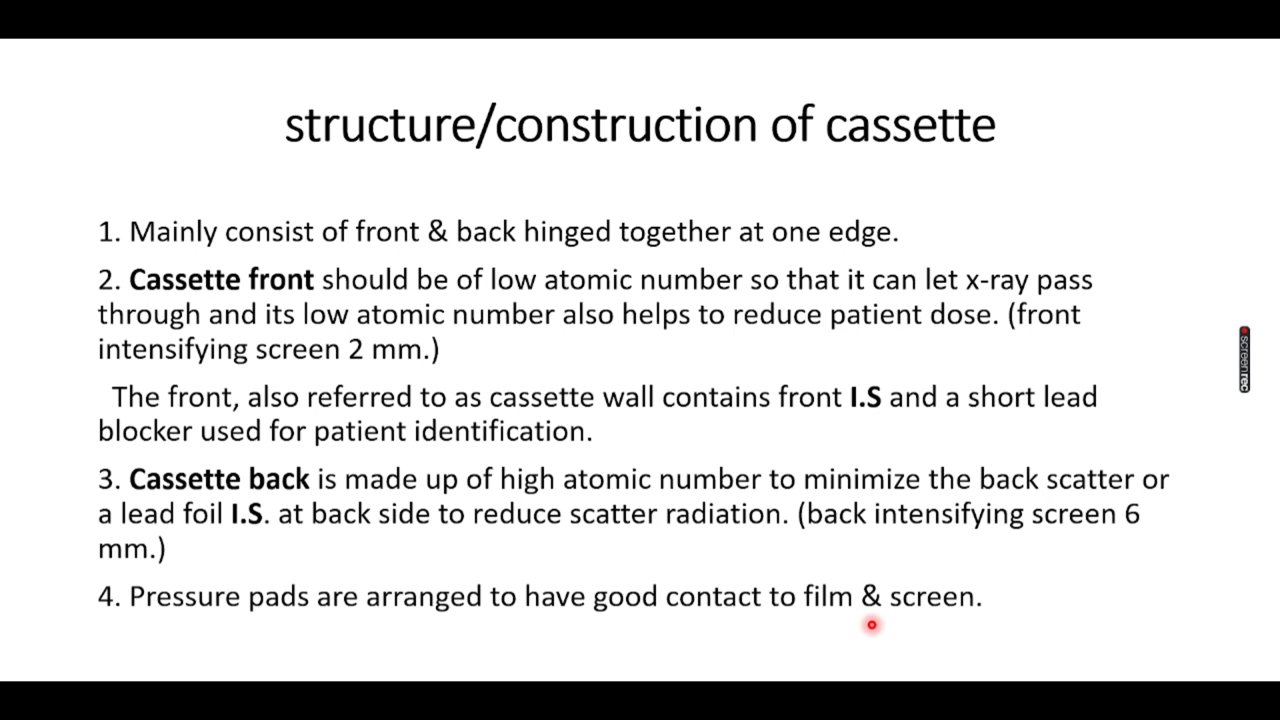 structure/construction of cassette
1. Mainly consist of front & back hinged together at one edge.
2. Cassette front should be of low atomic number so that it can let x-ray pass
through and its low atomic number also helps to reduce patient dose. (front
intensifying screen 2 mm.)
The front, also referred to as cassette wall contains front I.S and a short lead
blocker used for patient identification.
3. Cassette back is made up of high atomic number to minimize the back scatter or
a lead foil I.S. at back side to reduce scatter radiation. (back intensifying screen 6
mm.)
4. Pressure pads are arranged to have good contact to film & screen.
screenrec